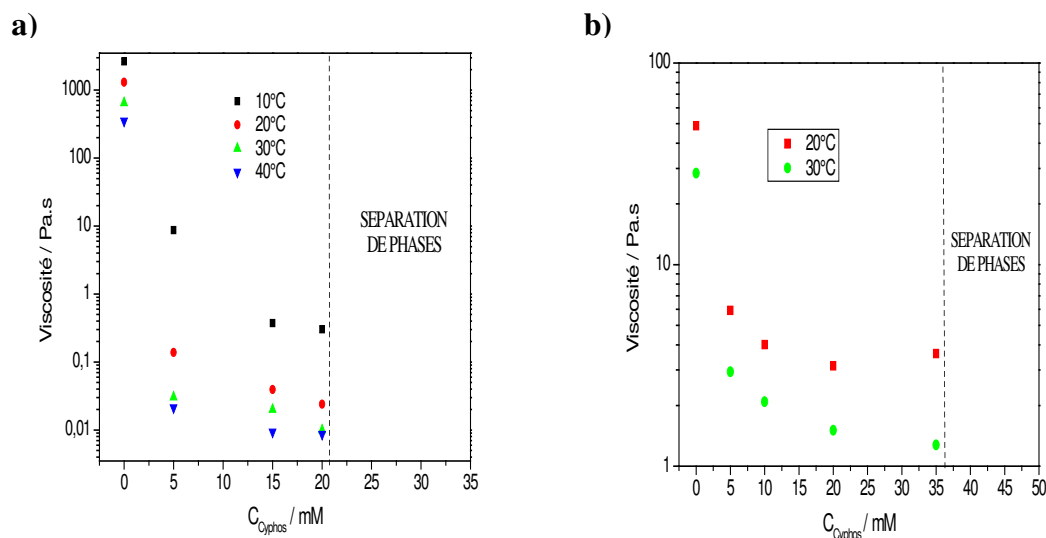 a)
1000
100
10
1
0,1
0,01
Viscosité / Pa.s
10°C
20°C
30°C
40°C
SEPARATION
DE PHASES
0 5 10 15 20 25 30 35
C_Cyphos / mM
b)
100
10
1
Viscosité / Pa.s
20°C
30°C
SEPARATION
DE PHASES
0 5 10 15 20 25 30 35 40 45 50
C_Cyphos / mM